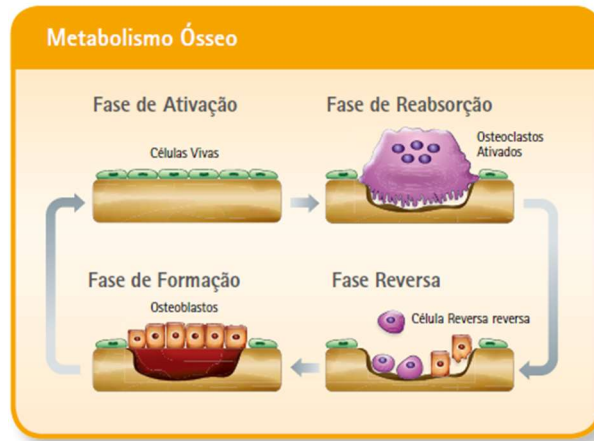 Metabolismo Ósseo
Fase de Ativação
Células Vivas
Fase de Reabsorção
Osteoclastos
Ativados
Fase de Formação
Osteoblastos
Fase Reversa
Célula Reversa reversa